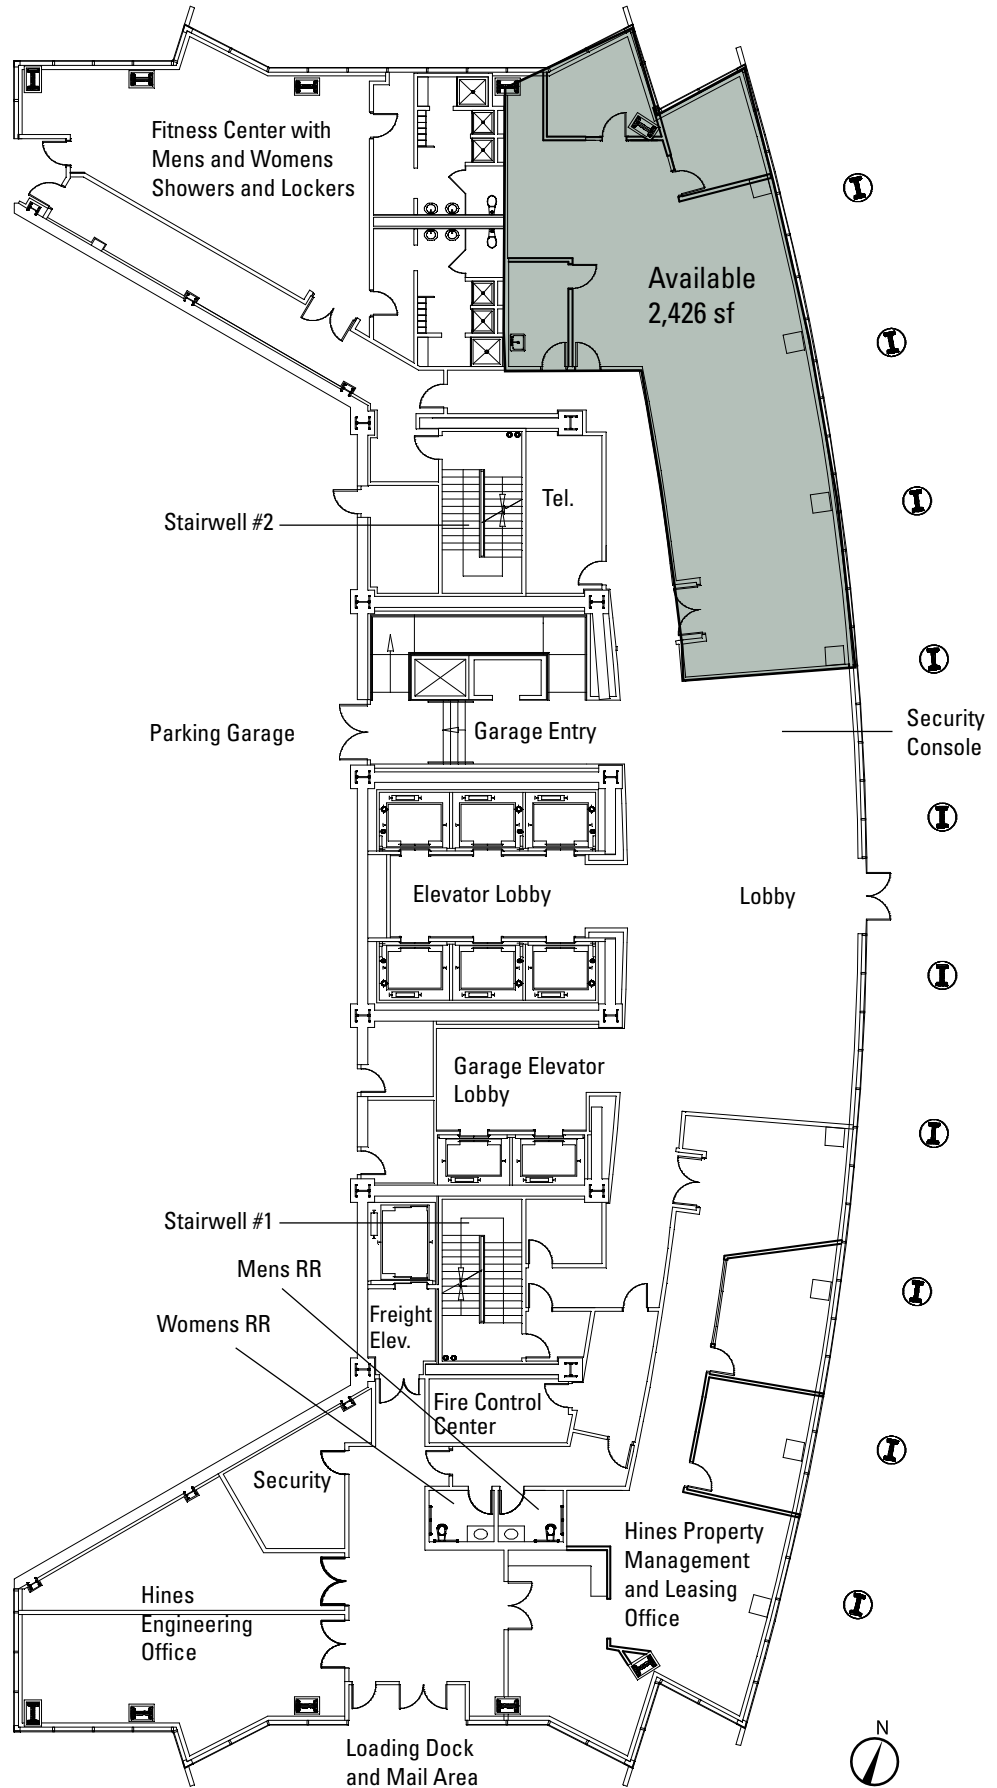 Fitness Center with
Mens and Womens
Showers and Lockers
Available
2,426 sf
Tel.
Stairwell #2
Security
Console
Parking Garage
Garage Entry
Elevator Lobby
Lobby
Garage Elevator
Lobby
Stairwell #1
Mens RR
Womens RR
Freight
Elev.
Fire Control
Center
Security
Hines Property
Management
and Leasing
Office
Hines
Engineering
Office
Loading Dock
and Mail Area
N